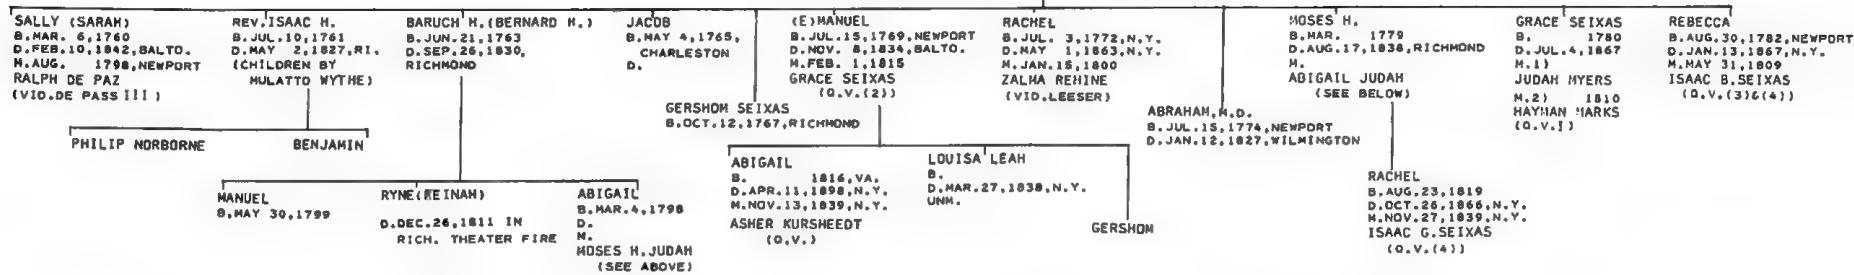 SALLY (SARAH)
B.MAR. 6,1760
D.FEB.10,1842,BALTO.
M.AUG. 1798,NEWPORT
RALPH DE PAZ
(VID.DE PASS III)
REV.ISAAC H.
B.JUL.10,1761
D.MAY 2,1827,RI.
(CHILDREN BY
MULATTO WYTHE)
BARUCH H.(BERNARD H.)
B.JUN.21,1763
D.SEP.26,1830,
RICHMOND
JACOB
B.MAY 4,1765,
CHARLESTON
D.
(E)MANUEL
B.JUL.15,1769,NEWPORT
D.NOV. 8,1834,BALTO.
M.FEB. 1,1815
GRACE SEIXAS
(Q.V.(2))
RACHEL
B.JUL. 3,1772,N.Y.
D.MAY 1,1863,N.Y.
M.JAN.15,1800
ZALMA REHINE
(VID.LEESER)
MOSES H.
B.MAR. 1779
D.AUG.17,1838,RICHMOND
M.
ABIGAIL JUDAH
(SEE BELOW)
GRACE SEIXAS
B. 1780
D.JUL.4,1867
M.1)
JUDAH MYERS
M.2) 1810
HAYMAN MARKS
(Q.V.I)
REBECCA
B.AUG.30,1782,NEWPORT
D.JAN.13,1867,N.Y.
M.MAY 31,1809
ISAAC B.SEIXAS
(Q.V.(3)&(4))
GERSHOM SEIXAS
B.OCT.12,1767,RICHMOND
ABRAHAM,M.D.
B.JUL.15,1774,NEWPORT
D.JAN.12,1827,WILMINGTON
PHILIP NORBORNE
BENJAMIN
MANUEL
B.MAY 30,1799
RYNE(REINAH)
D.DEC.26,1811 IN
RICH. THEATER FIRE
ABIGAIL
B.MAR.4,1798
D.
M.
MOSES H.JUDAH
(SEE ABOVE)
ABIGAIL
B. 1816,VA.
D.APR.11,1898,N.Y.
M.NOV.13,1839,N.Y.
ASHER KURSHEEDT
(Q.V.)
LOUISA LEAH
B.
D.MAR.27,1838,N.Y.
UNM.
GERSHOM
RACHEL
B.AUG.23,1819
D.OCT.26,1866,N.Y.
M.NOV.27,1839,N.Y.
ISAAC G.SEIXAS
(Q.V.(4))